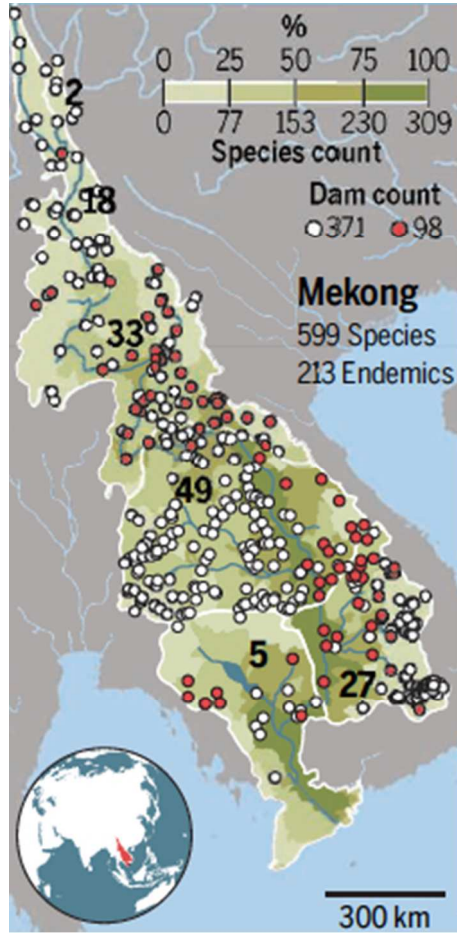 %
0 25 50 75 100
0 77 153 230 309
Species count
Dam count
371 98
Mekong
599 Species
213 Endemics
2
18
33
49
5
27
300 km